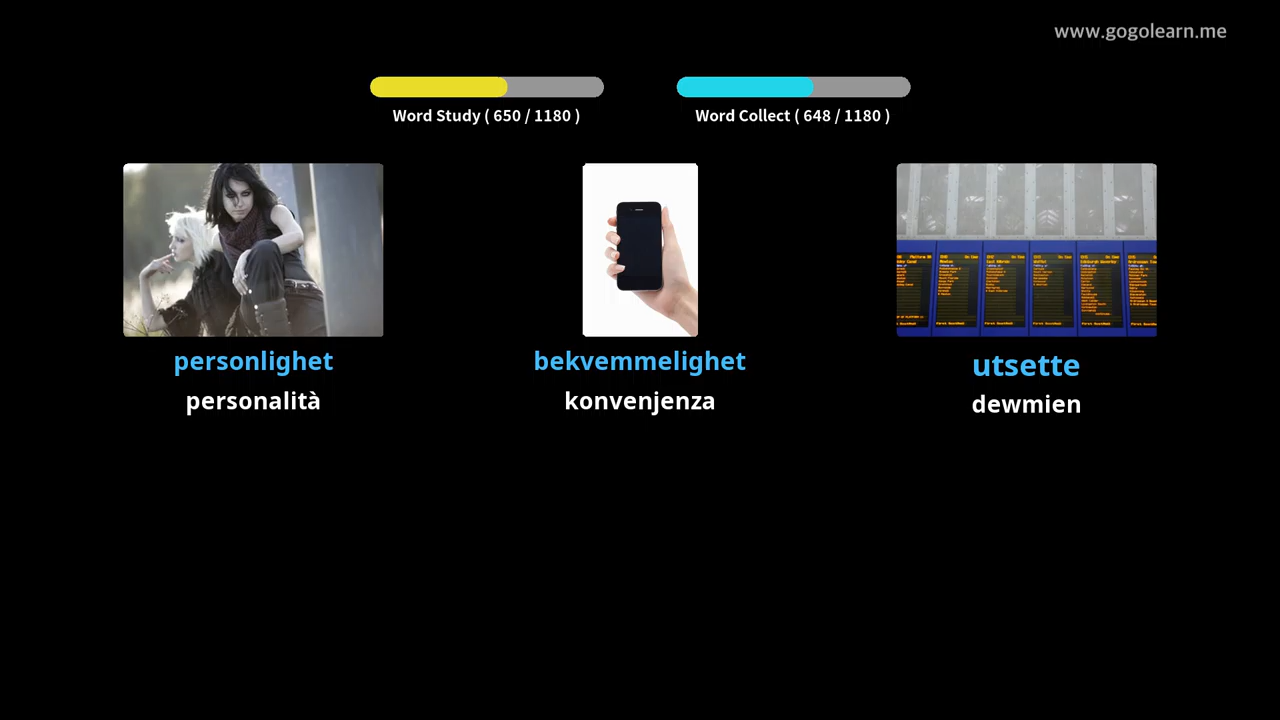 www.gogolearn.me
Word Study ( 650 / 1180 )
Word Collect ( 648 / 1180 )
personlighet
personalità
bekvemmelighet
konvenjenza
utsette
dewmien